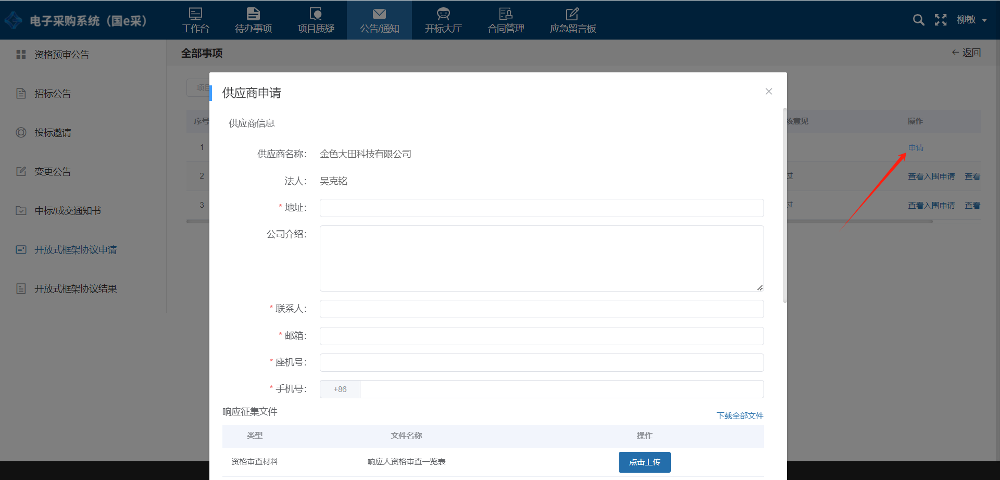 电子采购系统（国e采）
工作台
待办事项
项目质疑
公告/通知
开标大厅
合同管理
应急留言板
柳敏
资格预审公告
招标公告
投标邀请
变更公告
中标/成交通知书
开放式框架协议申请
开放式框架协议结果
全部事项
返回
项目
序号
核意见
操作
1
申请
2
过
查看入围申请
查看
3
过
查看入围申请
查看
供应商申请
供应商信息
供应商名称：
金色大田科技有限公司
法人：
吴克铭
* 地址：
公司介绍：
* 联系人：
* 邮箱：
* 座机号：
* 手机号：
+86
响应征集文件
下载全部文件
类型
文件名称
操作
资格审查材料
响应人资格审查一览表
点击上传